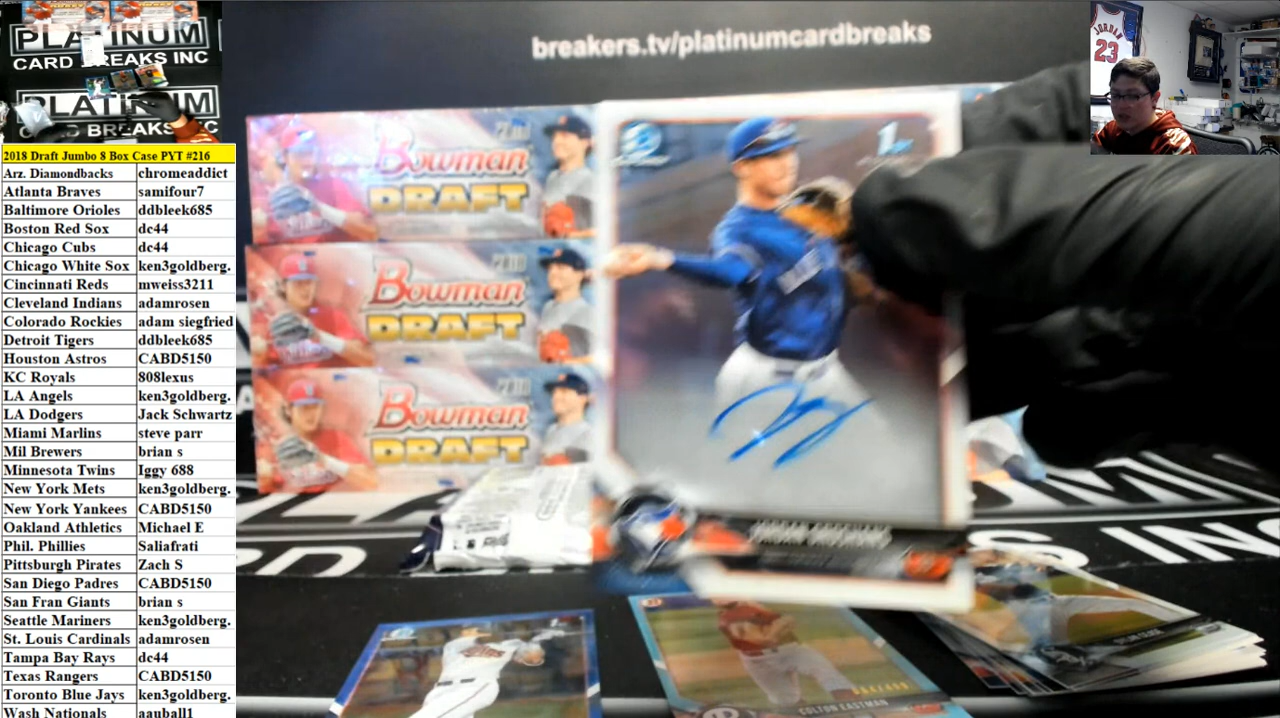 PLATINUM
CARD BREAKS INC
PLATINUM
CARD BREAKS INC
breakers.tv/platinumcardbreaks
JORDAN
23
2018 Draft Jumbo 8 Box Case PYT #216
Arz. Diamondbacks chromeaddict
Atlanta Braves samifour7
Baltimore Orioles ddbleek685
Boston Red Sox dc44
Chicago Cubs dc44
Chicago White Sox ken3goldberg.
Cincinnati Reds mweiss3211
Cleveland Indians adamrosen
Colorado Rockies adam siegfried
Detroit Tigers ddbleek685
Houston Astros CABD5150
KC Royals 808lexus
LA Angels ken3goldberg.
LA Dodgers Jack Schwartz
Miami Marlins steve parr
Mil Brewers brian s
Minnesota Twins Iggy 688
New York Mets ken3goldberg.
New York Yankees CABD5150
Oakland Athletics Michael E
Phil. Phillies Saliafrati
Pittsburgh Pirates Zach S
San Diego Padres CABD5150
San Fran Giants brian s
Seattle Mariners ken3goldberg.
St. Louis Cardinals adamrosen
Tampa Bay Rays dc44
Texas Rangers CABD5150
Toronto Blue Jays ken3goldberg.
Wash Nationals aauball1
Bowman
DRAFT
Bowman
DRAFT
Bowman
DRAFT
1st
COLTON EASTMAN
S INC